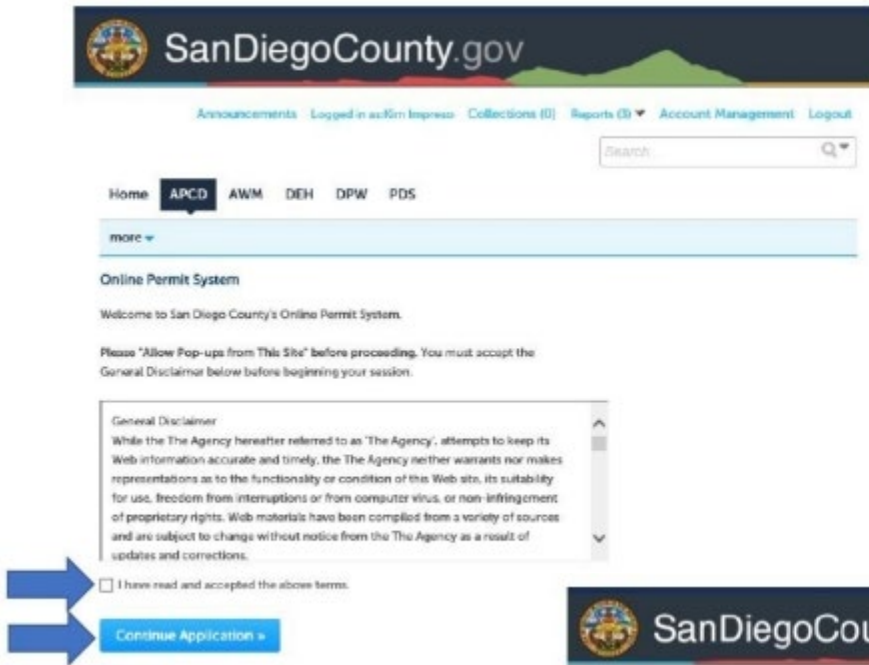 SanDiegoCounty.gov
Announcements Logged in as:Kim Impreso Collections (0) Reports (3) Account Management Logout
Search
Home APCD AWM DEH DPW PDS
more
Online Permit System
Welcome to San Diego County's Online Permit System.
Please "Allow Pop-ups from This Site" before proceeding. You must accept the
General Disclaimer below before beginning your session.
General Disclaimer
While the The Agency hereafter referred to as 'The Agency', attempts to keep its
Web information accurate and timely, the The Agency neither warrants nor makes
representations as to the functionality or condition of this Web site, its suitability
for use, freedom from interruptions or from computer virus, or non-infringement
of proprietary rights. Web materials have been compiled from a variety of sources
and are subject to change without notice from the The Agency as a result of
updates and corrections.
I have read and accepted the above terms.
Continue Application »
SanDiegoCou